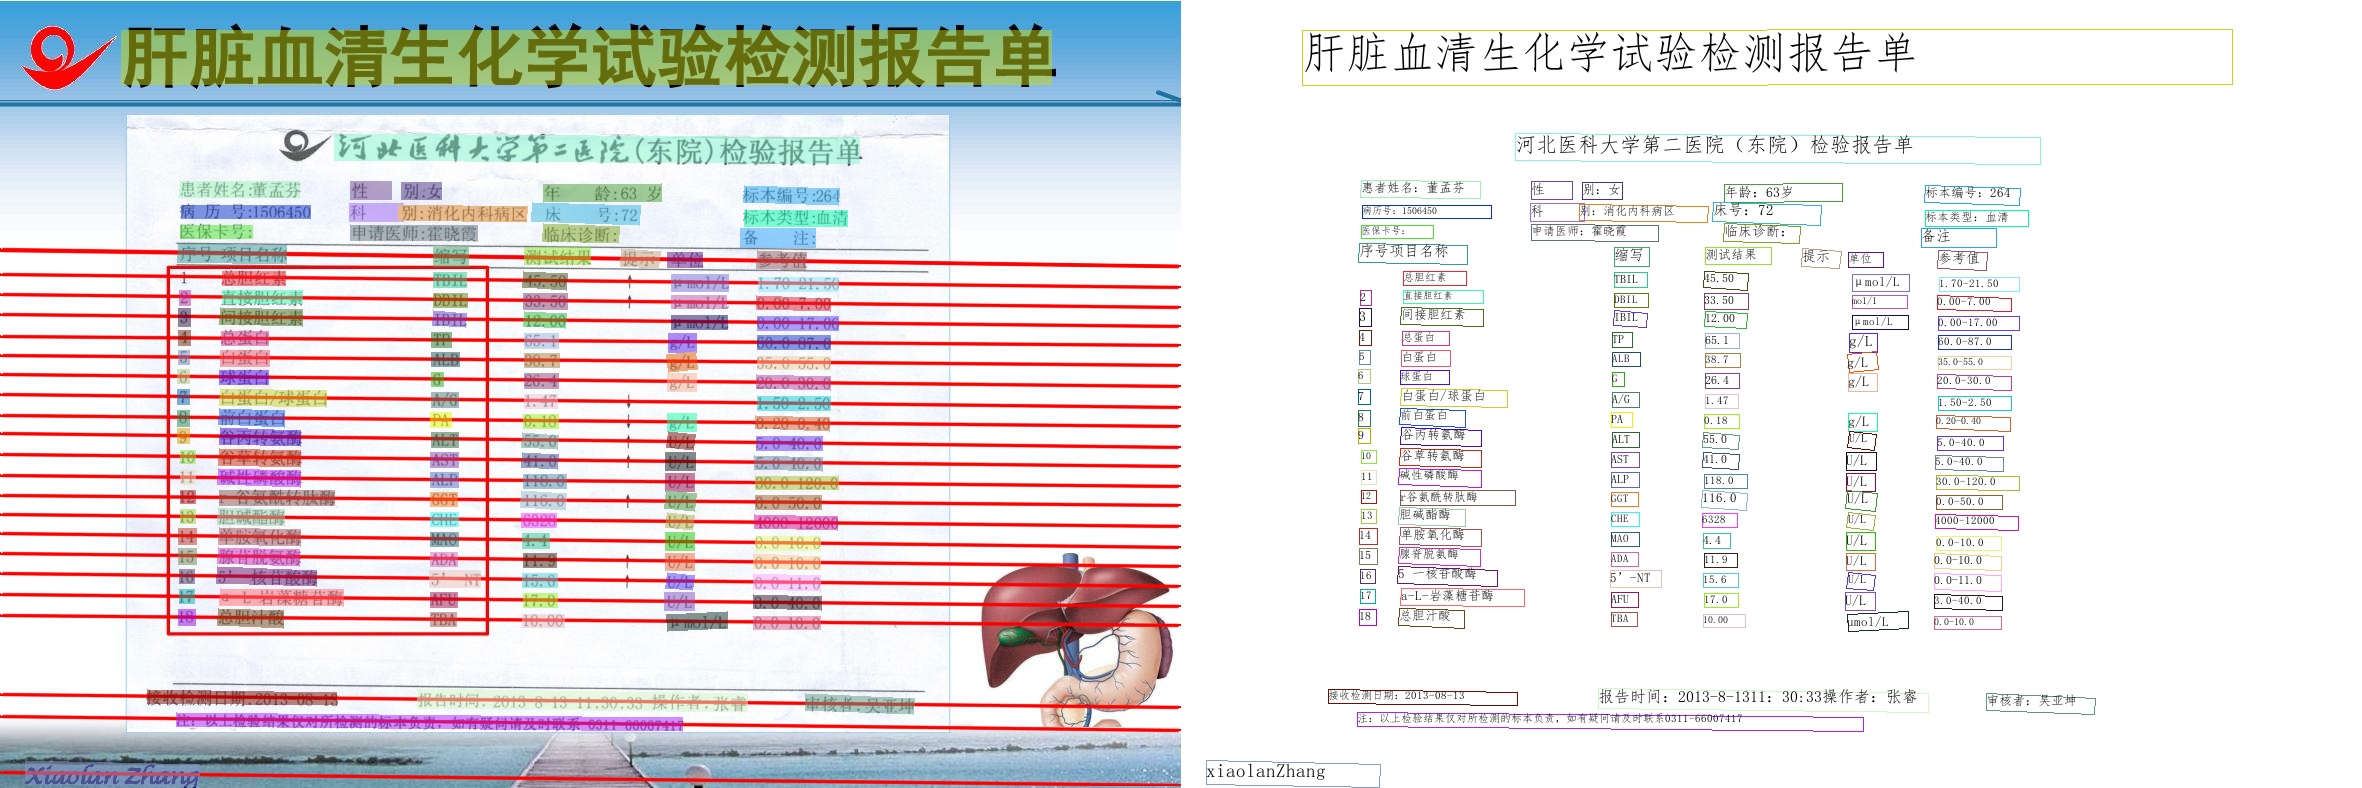 肝脏血清生化学试验检测报告单
河北医科大学第二医院(东院)检验报告单
患者姓名:董孟芬 性 别:女 年 龄:63 岁 标本编号:264
病 历 号:1506450 科 别:消化内科病区 床 号:72 标本类型:血清
医保卡号: 申请医师:霍晓霞 临床诊断: 备 注:
序号 项目名称 缩写 测试结果 提示 单位 参考值
1 总胆红素 TBIL 45.50 ↑ μmol/L 1.70-21.50
2 直接胆红素 DBIL 33.50 ↑ μmol/L 0.00-7.00
3 间接胆红素 IBIL 12.00 μmol/L 0.00-17.00
4 总蛋白 TP 65.1 g/L 60.0-87.0
5 白蛋白 ALB 38.7 g/L 35.0-55.0
6 球蛋白 G 26.4 g/L 20.0-30.0
7 白蛋白/球蛋白 A/G 1.47 ↓ 1.50-2.50
8 前白蛋白 PA 0.18 ↓ g/L 0.20-0.40
9 谷丙转氨酶 ALT 55.0 ↑ U/L 5.0-40.0
10 谷草转氨酶 AST 41.0 ↑ U/L 5.0-40.0
11 碱性磷酸酶 ALP 118.0 U/L 30.0-120.0
12 r-谷氨酰转肽酶 GGT 116.0 ↑ U/L 0.0-50.0
13 胆碱酯酶 CHE 6328 U/L 4000-12000
14 单胺氧化酶 MAO 4.4 U/L 0.0-10.0
15 腺苷脱氨酶 ADA 11.9 ↑ U/L 0.0-10.0
16 5'-核苷酸酶 5'-NT 15.6 ↑ U/L 0.0-11.0
17 a-L-岩藻糖苷酶 AFU 17.0 U/L 3.0-40.0
18 总胆汁酸 TBA 10.00 μmol/L 0.0-10.0
接收检测日期:2013-08-13 报告时间:2013-8-13 11:30:33 操作者:张睿 审核者:吴亚坤
注:以上检验结果仅对所检测的标本负责,如有疑问请及时联系 0311-66007417
Xiaolan Zhang
肝脏血清生化学试验检测报告单
河北医科大学第二医院（东院）检验报告单
患者姓名：董孟芬 性 别：女 年龄：63岁 标本编号：264
病历号：1506450 科 别：消化内科病区 床号：72 标本类型：血清
医保卡号： 申请医师：霍晓霞 临床诊断： 备注
序号项目名称 缩写 测试结果 提示 单位 参考值
总胆红素 TBIL 45.50 μmol/L 1.70-21.50
2 直接胆红素 DBIL 33.50 mol/l 0.00-7.00
3 间接胆红素 IBIL 12.00 μmol/L 0.00-17.00
4 总蛋白 TP 65.1 g/L 60.0-87.0
5 白蛋白 ALB 38.7 g/L 35.0-55.0
6 球蛋白 G 26.4 g/L 20.0-30.0
7 白蛋白/球蛋白 A/G 1.47 1.50-2.50
8 前白蛋白 PA 0.18 g/L 0.20-0.40
9 谷丙转氨酶 ALT 55.0 U/L 5.0-40.0
10 谷草转氨酶 AST 41.0 U/L 5.0-40.0
11 碱性磷酸酶 ALP 118.0 U/L 30.0-120.0
12 r谷氨酰转肽酶 GGT 116.0 U/L 0.0-50.0
13 胆碱酯酶 CHE 6328 U/L 4000-12000
14 单胺氧化酶 MAO 4.4 U/L 0.0-10.0
15 腺苷脱氨酶 ADA 11.9 U/L 0.0-10.0
16 5 一核苷酸酶 5’-NT 15.6 U/L 0.0-11.0
17 a-L-岩藻糖苷酶 AFU 17.0 U/L 3.0-40.0
18 总胆汁酸 TBA 10.00 μmol/L 0.0-10.0
接收检测日期：2013-08-13 报告时间：2013-8-1311：30:33操作者：张睿 审核者：吴亚坤
注：以上检验结果仅对所检测的标本负责，如有疑问请及时联系0311-66007417
xiaolanZhang